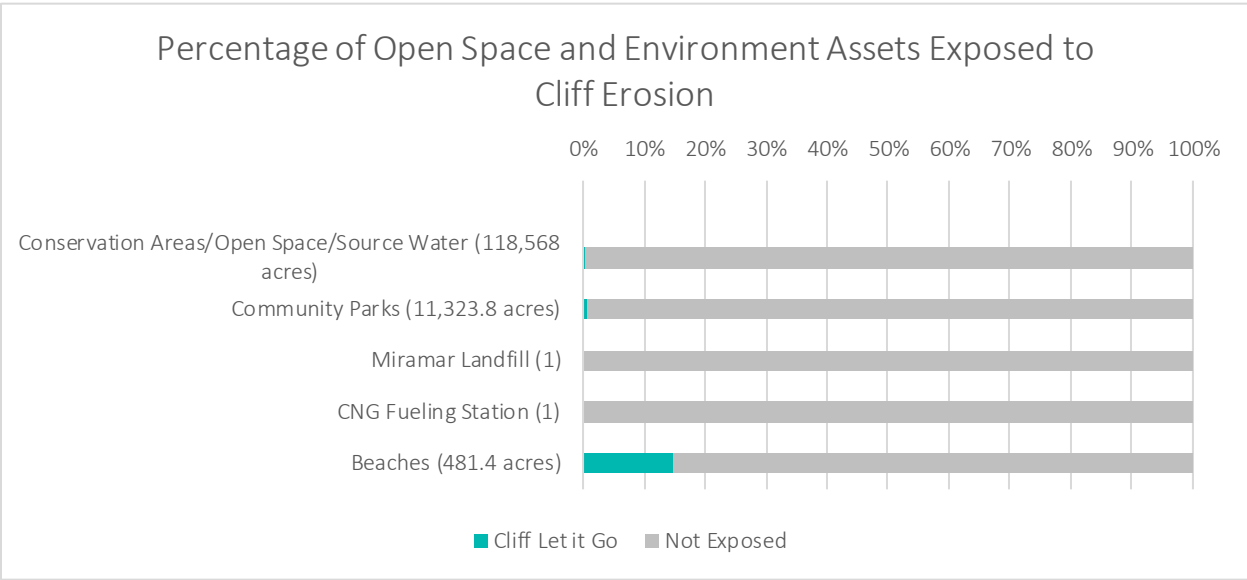 Percentage of Open Space and Environment Assets Exposed to
Cliff Erosion
0% 10% 20% 30% 40% 50% 60% 70% 80% 90% 100%
Conservation Areas/Open Space/Source Water (118,568
acres)
Community Parks (11,323.8 acres)
Miramar Landfill (1)
CNG Fueling Station (1)
Beaches (481.4 acres)
Cliff Let it Go Not Exposed